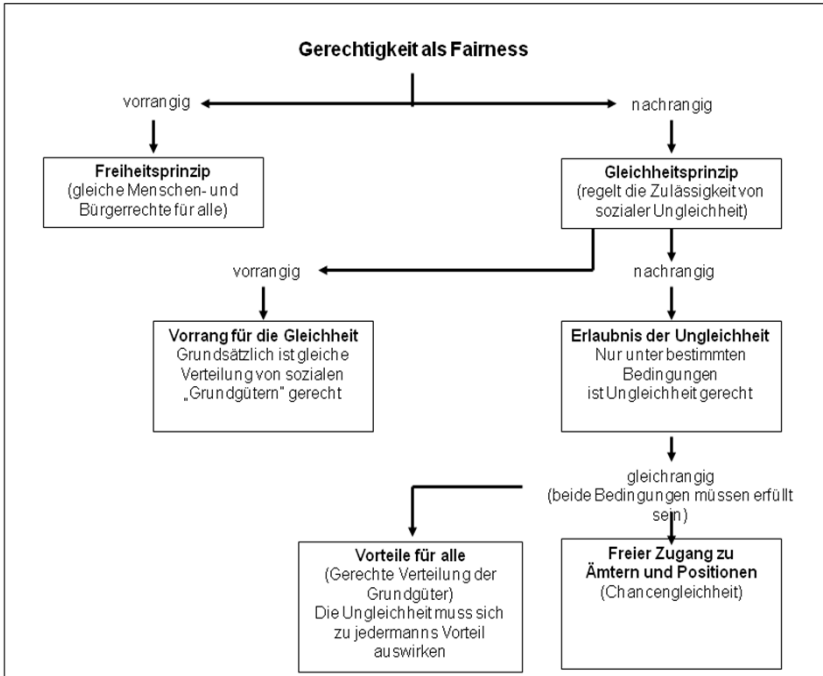 Gerechtigkeit als Fairness
vorrangig
nachrangig
Freiheitsprinzip
(gleiche Menschen- und
Bürgerrechte für alle)
Gleichheitsprinzip
(regelt die Zulässigkeit von
sozialer Ungleichheit)
vorrangig
nachrangig
Vorrang für die Gleichheit
Grundsätzlich ist gleiche
Verteilung von sozialen
„Grundgütern" gerecht
Erlaubnis der Ungleichheit
Nur unter bestimmten
Bedingungen
ist Ungleichheit gerecht
gleichrangig
(beide Bedingungen müssen erfüllt
sein)
Vorteile für alle
(Gerechte Verteilung der
Grundgüter)
Die Ungleichheit muss sich
zu jedermanns Vorteil
auswirken
Freier Zugang zu
Ämtern und Positionen
(Chancengleichheit)